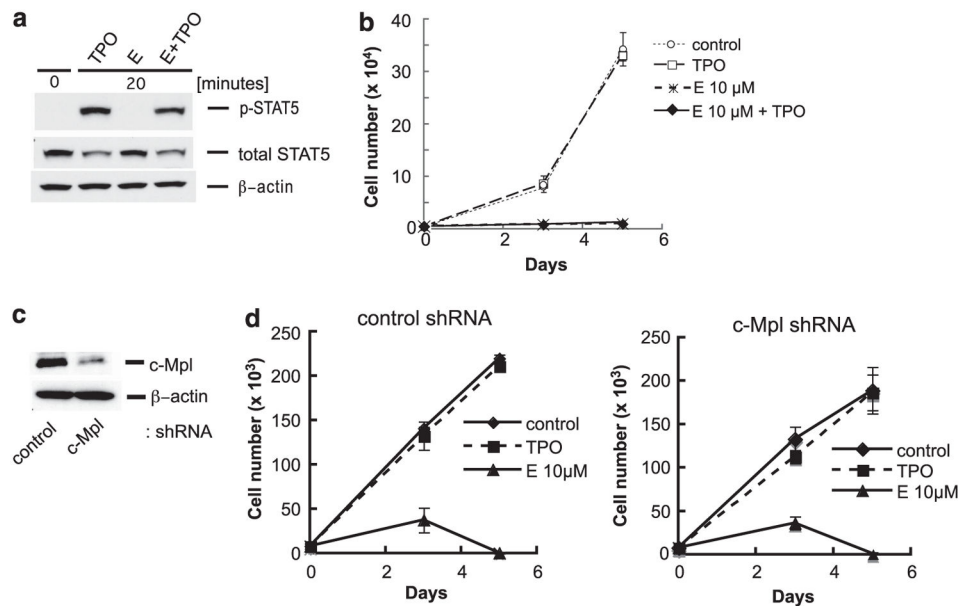 a
TPO
E
E+TPO
0
20
[minutes]
p-STAT5
total STAT5
β-actin
b
Cell number (x 10⁴)
40
30
20
10
0
0
2
4
6
Days
control
TPO
E 10 µM
E 10 µM + TPO
c
c-Mpl
β-actin
control
c-Mpl
: shRNA
d
control shRNA
Cell number (x 10³)
250
200
150
100
50
0
0
2
4
6
Days
control
TPO
E 10µM
c-Mpl shRNA
Cell number (x 10³)
250
200
150
100
50
0
0
2
4
6
Days
control
TPO
E 10µM